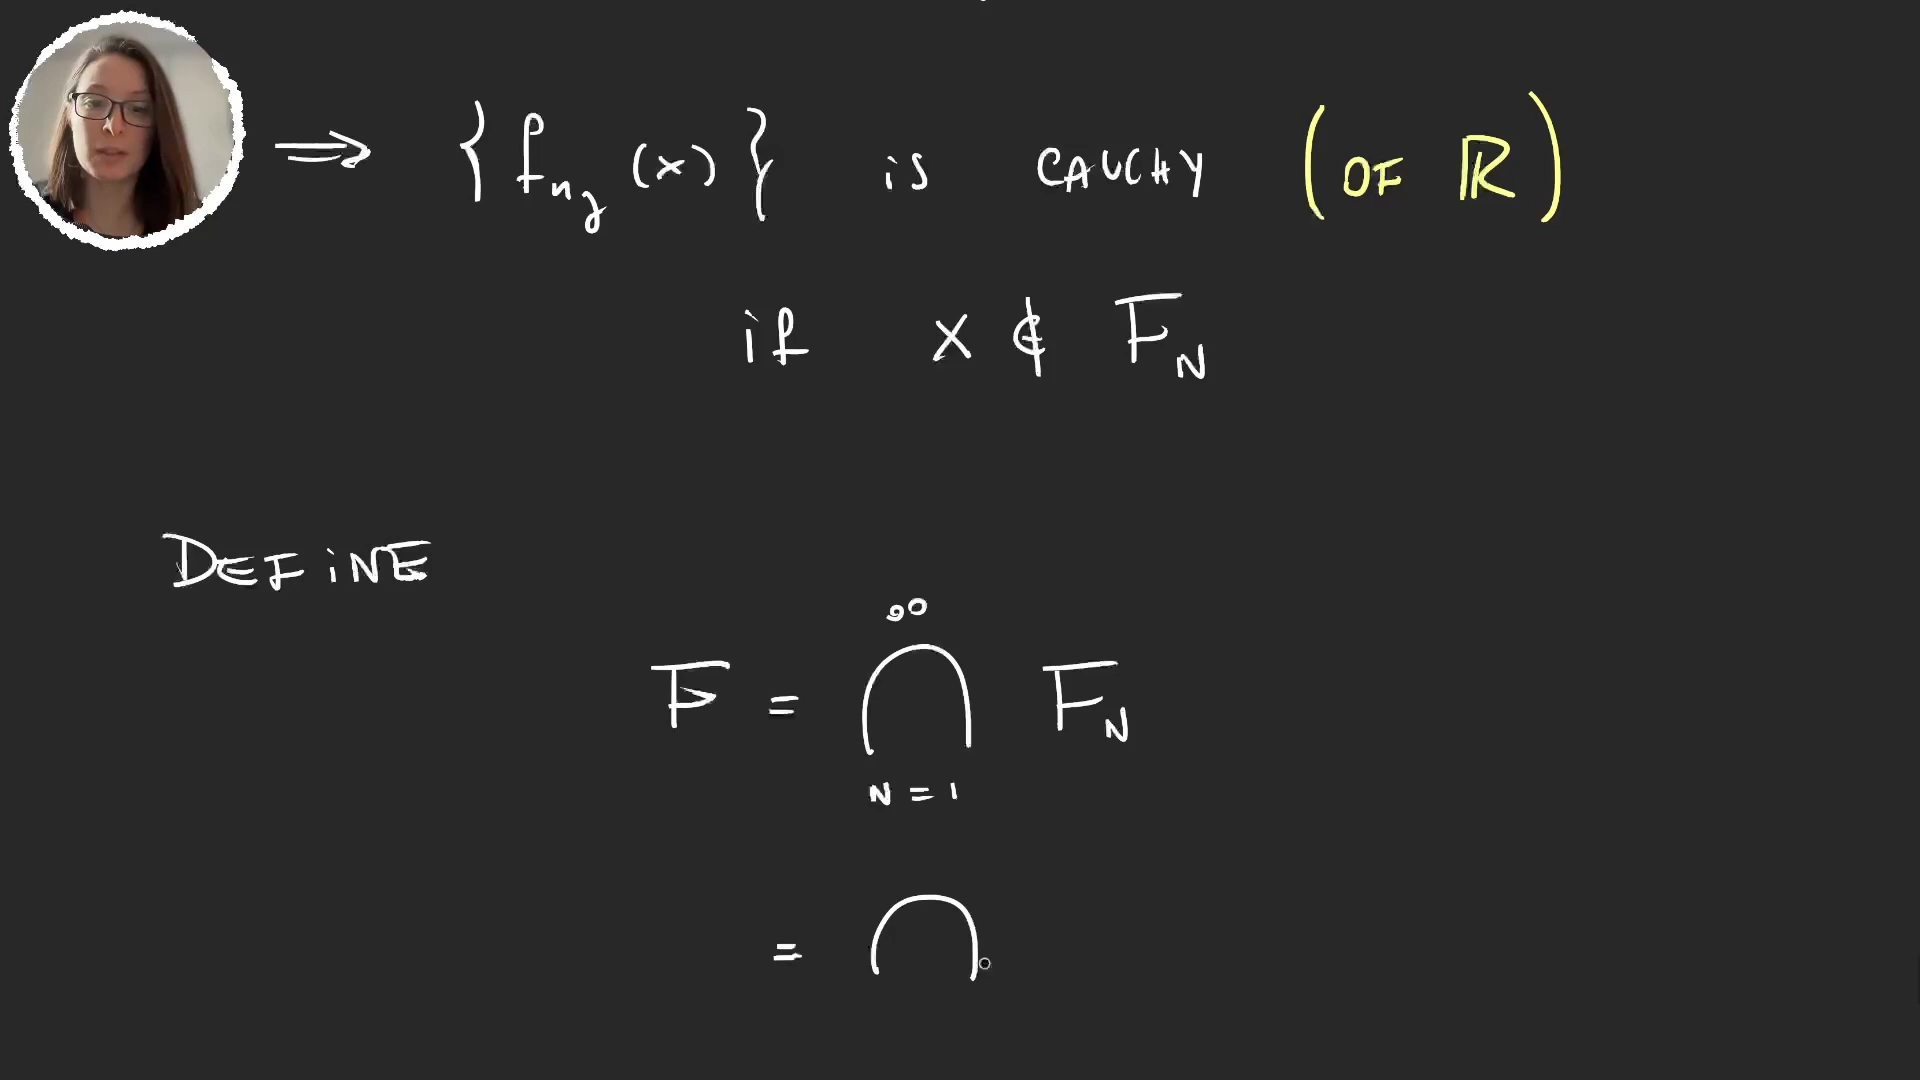 ⟹ {f_{n_j}(x)} is CAUCHY (OF ℝ)
if x ∉ F_N
DEFINE
F = ⋂_{N=1}^{∞} F_N
= ⋂